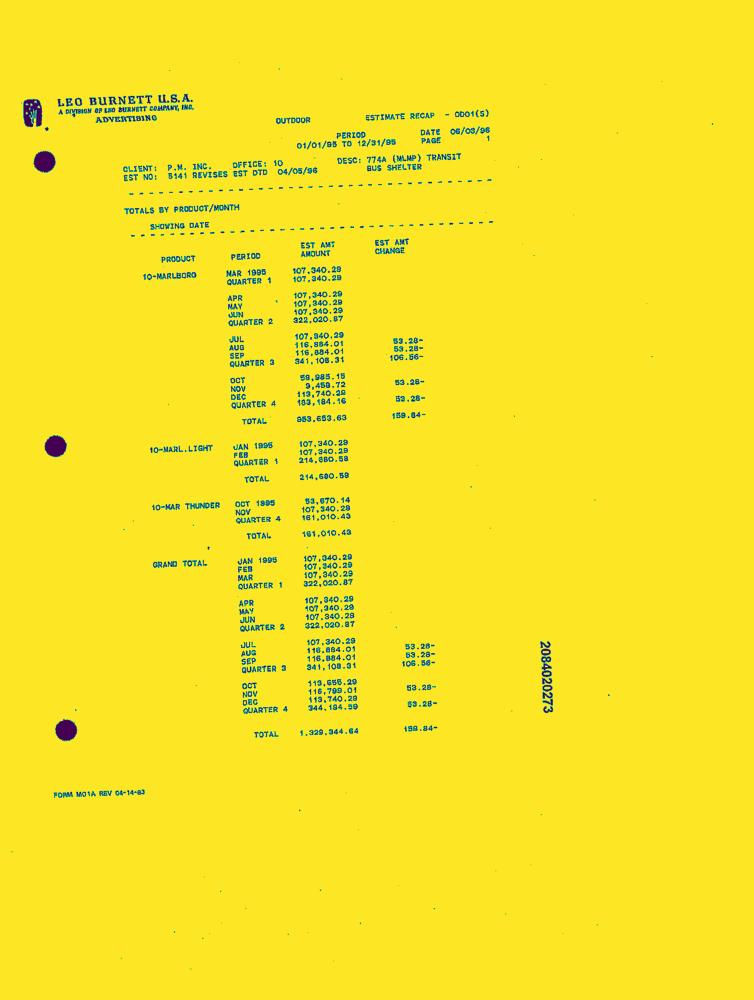 LEO BURNETT U.S.A.
A DIVISION OF LEO BURNETT COMPANY, INC.
ADVERTISING
OUTDOOR ESTIMATE RECAP - OD01(S)
PERIOD DATE 06/03/96
01/01/95 TO 12/31/95 PAGE 1
CLIENT: P.M. INC. OFFICE: 10 DESC: 774A (MLMP) TRANSIT
EST NO: 5141 REVISES EST DTD 04/05/96 BUS SHELTER
TOTALS BY PRODUCT/MONTH
SHOWING DATE
EST AMT EST AMT
PRODUCT PERIOD AMOUNT CHANGE
10-MARLBORO MAR 1995 107,340.29
QUARTER 1 107,340.29
APR 107,340.29
MAY 107,340.29
JUN 107,340.29
QUARTER 2 322,020.87
JUL 107,340.29
AUG 116,884.01 53.28-
SEP 116,884.01 53.28-
QUARTER 3 341,108.31 106.56-
OCT 59,985.15
NOV 9,458.72 53.28-
DEC 113,740.29
QUARTER 4 183,184.16 53.28-
TOTAL 953,653.63 159.84-
10-MARL.LIGHT JAN 1995 107,340.29
FEB 107,340.29
QUARTER 1 214,680.58
TOTAL 214,680.58
10-MAR THUNDER OCT 1995 53,670.14
NOV 107,340.29
QUARTER 4 161,010.43
TOTAL 161,010.43
GRAND TOTAL JAN 1995 107,340.29
FEB 107,340.29
MAR 107,340.29
QUARTER 1 322,020.87
APR 107,340.29
MAY 107,340.29
JUN 107,340.29
QUARTER 2 322,020.87
JUL 107,340.29
AUG 116,884.01 53.28-
SEP 116,884.01 53.28-
QUARTER 3 341,108.31 106.56-
OCT 113,655.29
NOV 116,799.01 53.28-
DEC 113,740.29
QUARTER 4 344,194.59 53.28-
TOTAL 1,329,344.64 159.84-
2084020273
FORM M01A REV 04-14-83